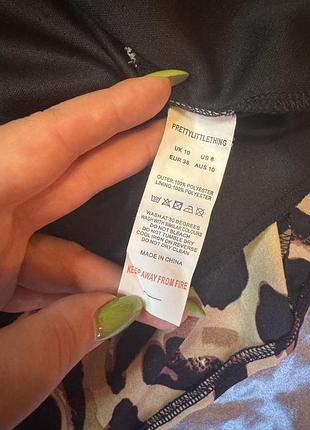 PRETTYLITTLETHING
UK 10 US 6
EUR 38 AUS 10
OUTER: 100% POLYESTER
LINING: 100% POLYESTER
WASH AT 30 DEGREES
WASH WITH SIMILAR COLOURS
DO NOT BLEACH
DO NOT TUMBLE DRY
COOL IRON ON REVERSE
DO NOT DRY CLEAN
MADE IN CHINA
KEEP AWAY FROM FIRE